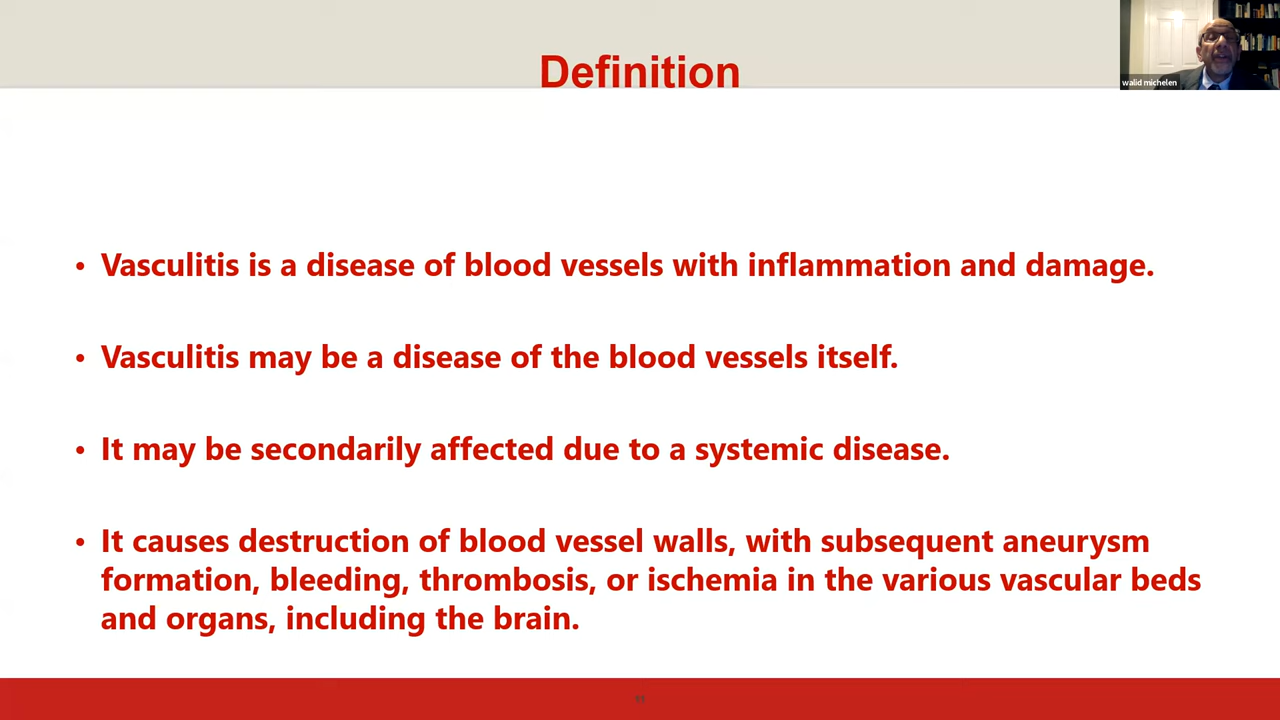 Definition
walid michelen
• Vasculitis is a disease of blood vessels with inflammation and damage.
• Vasculitis may be a disease of the blood vessels itself.
• It may be secondarily affected due to a systemic disease.
• It causes destruction of blood vessel walls, with subsequent aneurysm
formation, bleeding, thrombosis, or ischemia in the various vascular beds
and organs, including the brain.